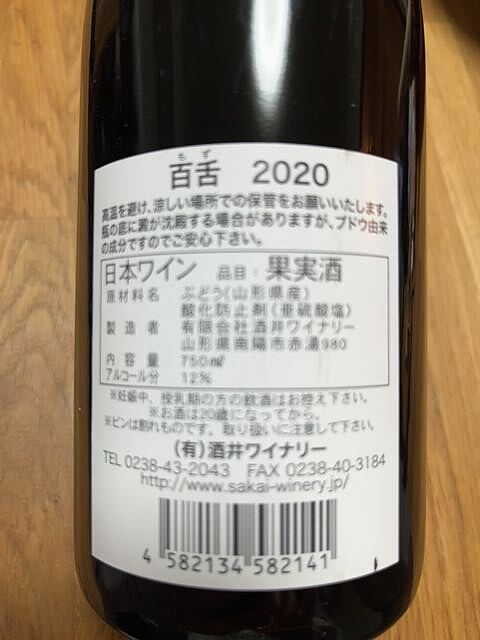 もず
百舌 2020
高温を避け、涼しい場所での保管をお願いいたします。
瓶の底に澱が沈殿する場合がありますが、ブドウ由来
の成分ですのでご安心下さい。
日本ワイン 品目：果実酒
原材料名 ぶどう(山形県産)
酸化防止剤(亜硫酸塩)
製造者 有限会社酒井ワイナリー
山形県南陽市赤湯980
内容量 750㎖
アルコール分 12%
※妊娠中、授乳期の方の飲酒はお控え下さい。
※お酒は20歳になってから。
※ビンは割れものです。取り扱いに注意して下さい。
(有)酒井ワイナリー
TEL 0238-43-2043 FAX 0238-40-3184
http://www.sakai-winery.jp/
4 582134 582141